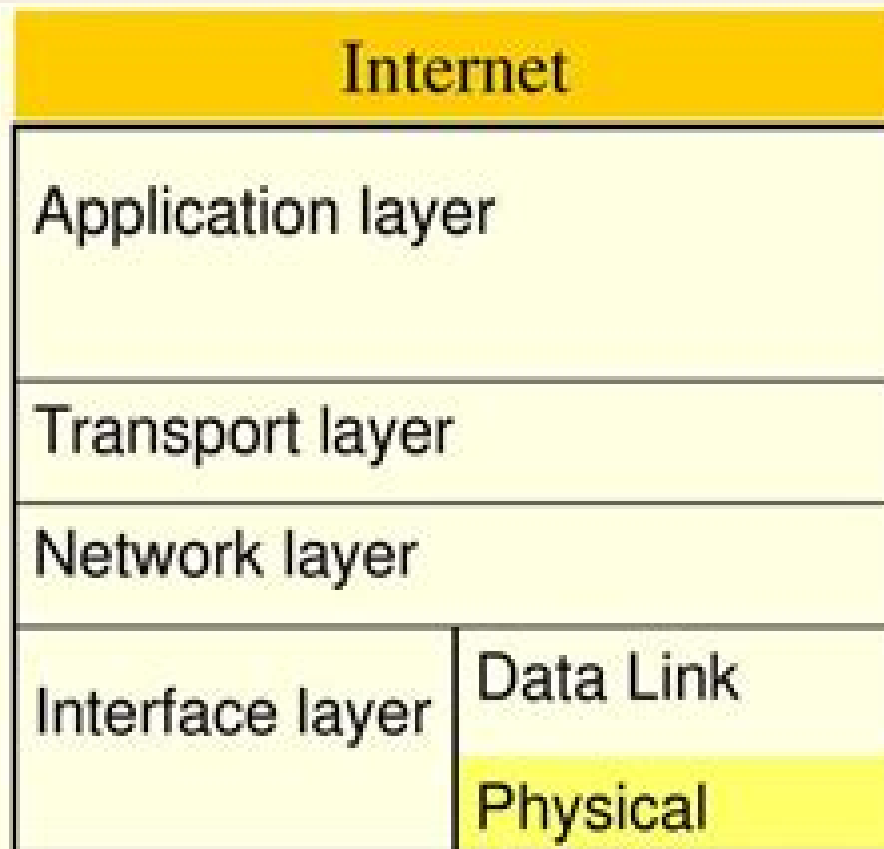 Internet
Application layer
Transport layer
Network layer
Interface layer
Data Link
Physical